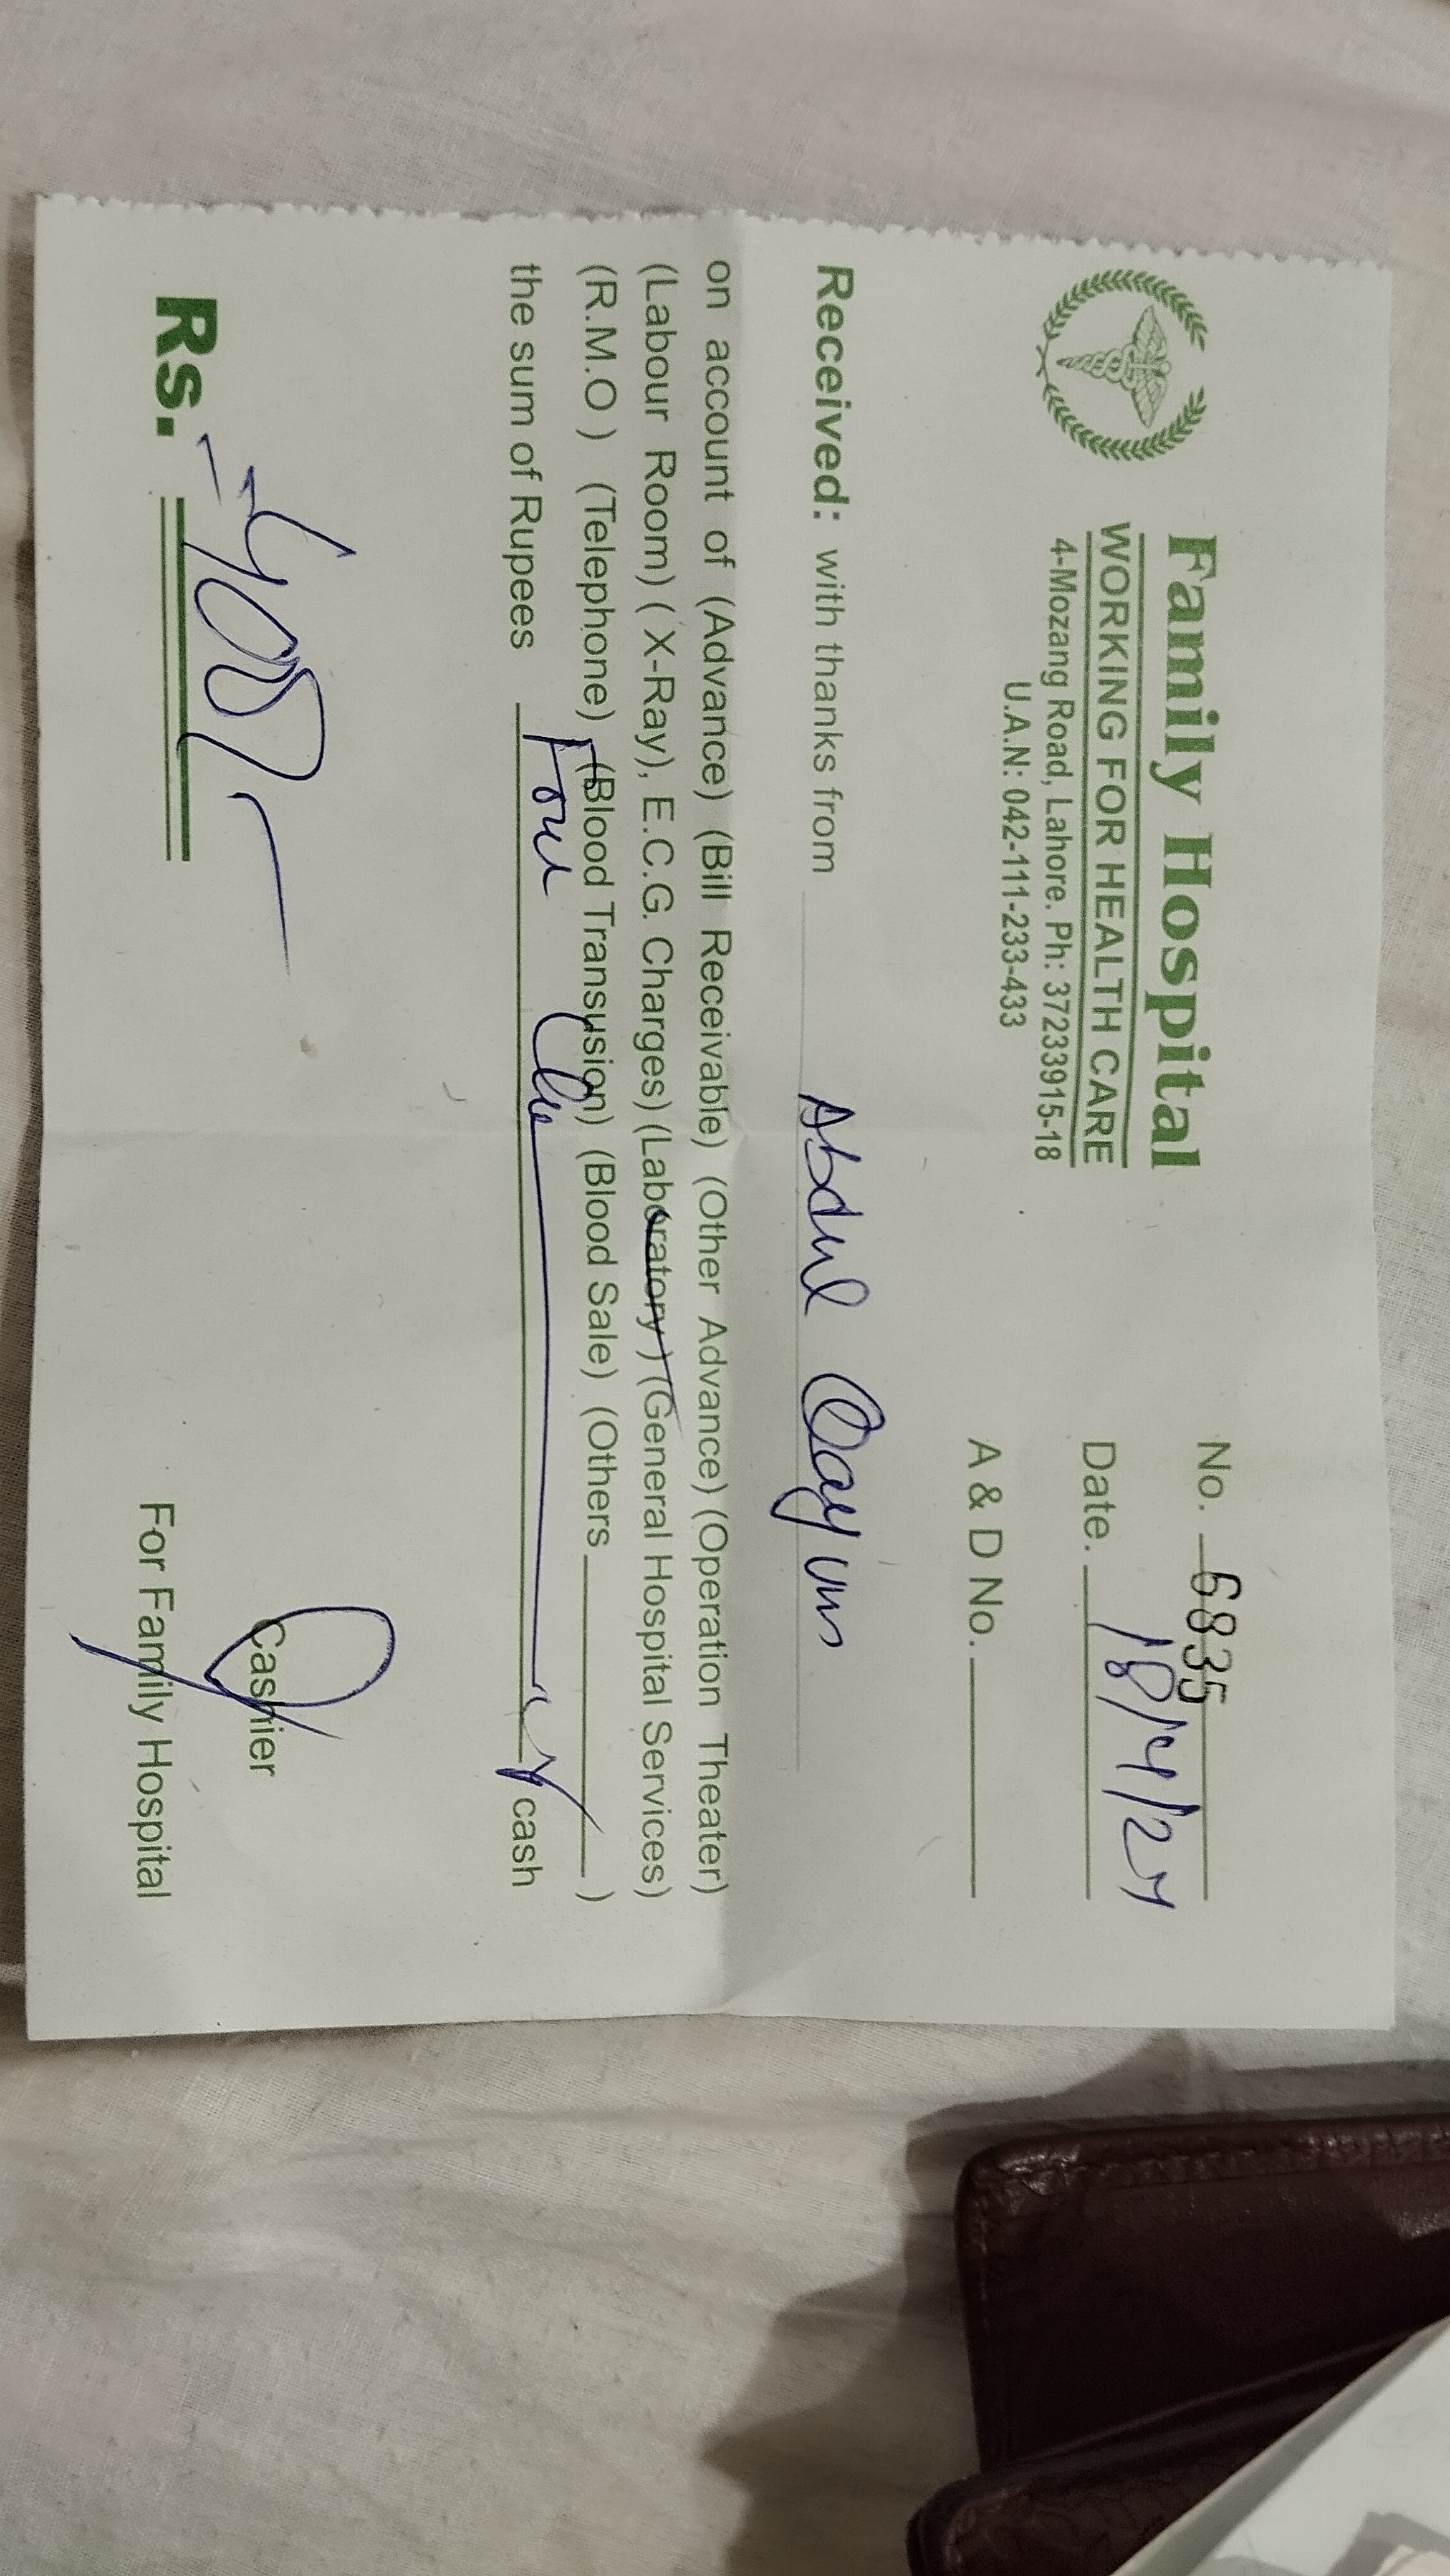 Family Hospital
WORKING FOR HEALTH CARE
4-Mozang Road, Lahore. Ph: 37233915-18
U.A.N: 042-111-233-433
No. 6835
Date. 18/4/24
A & D No.
Received: with thanks from Abdul Qayum
on account of (Advance) (Bill Receivable) (Other Advance) (Operation Theater)
(Labour Room) ( X-Ray), E.C.G. Charges) (Laboratory) (General Hospital Services)
(R.M.O ) (Telephone) (Blood Transusion) (Blood Sale) (Others )
the sum of Rupees Four cash
Rs.
Cashier
For Family Hospital